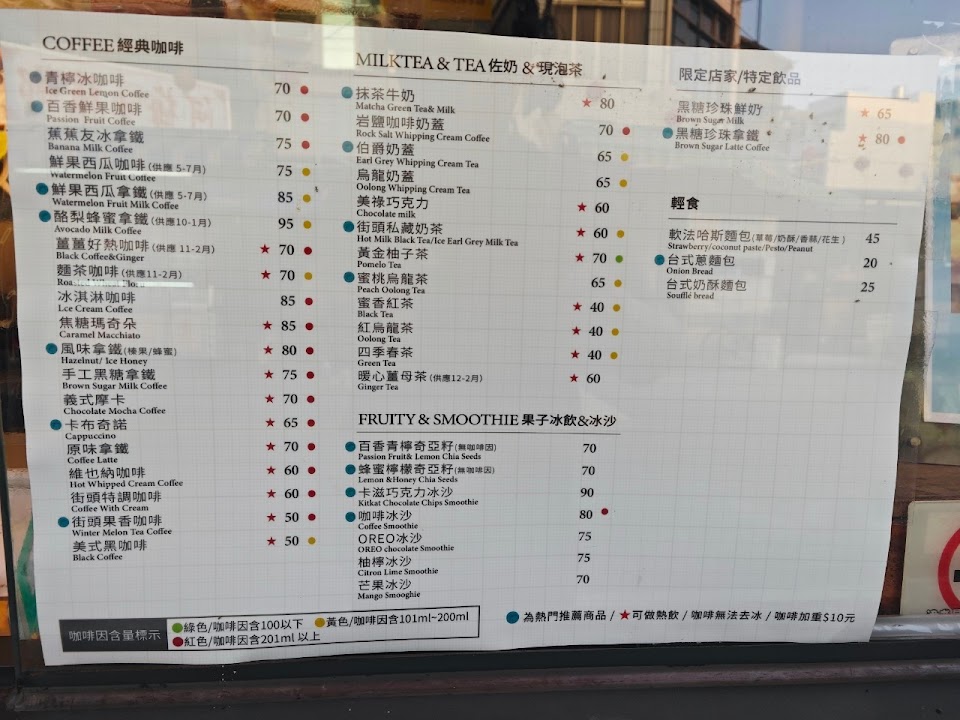 COFFEE 經典咖啡
青檸冰咖啡 70
Ice Green Lemon Coffee
百香鮮果咖啡 70
Passion Fruit Coffee
蕉蕉友冰拿鐵 75
Banana Milk Coffee
鮮果西瓜咖啡(供應 5-7月) 75
Watermelon Fruit Coffee
鮮果西瓜拿鐵(供應 5-7月) 85
Watermelon Fruit Milk Coffee
酪梨蜂蜜拿鐵(供應10-1月) 95
Avocado Milk Coffee
薑薑好熱咖啡(供應 11-2月) ★ 70
Black Coffee&Ginger
麵茶咖啡(供應11-2月) ★ 70
冰淇淋咖啡 85
Lce Cream Coffee
焦糖瑪奇朵 ★ 85
Caramel Macchiato
風味拿鐵(榛果/蜂蜜) ★ 80
Hazelnut/ Ice Honey
手工黑糖拿鐵 ★ 75
Brown Sugar Milk Coffee
義式摩卡 ★ 70
Chocolate Mocha Coffee
卡布奇諾 ★ 65
Cappuccino
原味拿鐵 ★ 70
Coffee Latte
維也納咖啡 ★ 60
Hot Whipped Cream Coffee
街頭特調咖啡 ★ 60
Coffee With Cream
街頭果香咖啡 ★ 50
Winter Melon Tea Coffee
美式黑咖啡 ★ 50
Black Coffee
MILKTEA & TEA 佐奶 & 現泡茶
抹茶牛奶 ★ 80
Matcha Green Tea& Milk
岩鹽咖啡奶蓋 70
Rock Salt Whipping Cream Coffee
伯爵奶蓋 65
Earl Grey Whipping Cream Tea
烏龍奶蓋 65
Oolong Whipping Cream Tea
美祿巧克力 ★ 60
Chocolate milk
街頭私藏奶茶 ★ 60
Hot Milk Black Tea/Ice Earl Grey Milk Tea
黃金柚子茶 ★ 70
Pomelo Tea
蜜桃烏龍茶 65
Peach Oolong Tea
蜜香紅茶 ★ 40
Black Tea
紅烏龍茶 ★ 40
Oolong Tea
四季春茶 ★ 40
Green Tea
暖心薑母茶(供應12-2月) ★ 60
Ginger Tea
FRUITY & SMOOTHIE 果子冰飲&冰沙
百香青檸奇亞籽(無咖啡因) 70
Passion Fruit& Lemon Chia Seeds
蜂蜜檸檬奇亞籽(無咖啡因) 70
Lemon &Honey Chia Seeds
卡滋巧克力冰沙 90
Kitkat Chocolate Chips Smoothie
咖啡冰沙 80
Coffee Smoothie
OREO冰沙 75
OREO chocolate Smoothie
柚檸冰沙 75
Citron Lime Smoothie
芒果冰沙 70
Mango Smooghie
限定店家/特定飲品
黑糖珍珠鮮奶 ★ 65
Brown Sugar Milk
黑糖珍珠拿鐵 ★ 80
Brown Sugar Latte Coffee
輕食
軟法哈斯麵包(草莓/奶酥/香蒜/花生) 45
Strawberry/coconut paste/Pesto/Peanut
台式蔥麵包 20
Onion Bread
台式奶酥麵包 25
Soufflé bread
咖啡因含量標示
綠色/咖啡因含100以下 黃色/咖啡因含101ml~200ml
紅色/咖啡因含201ml 以上
為熱門推薦商品 / ★可做熱飲 / 咖啡無法去冰 / 咖啡加重$10元